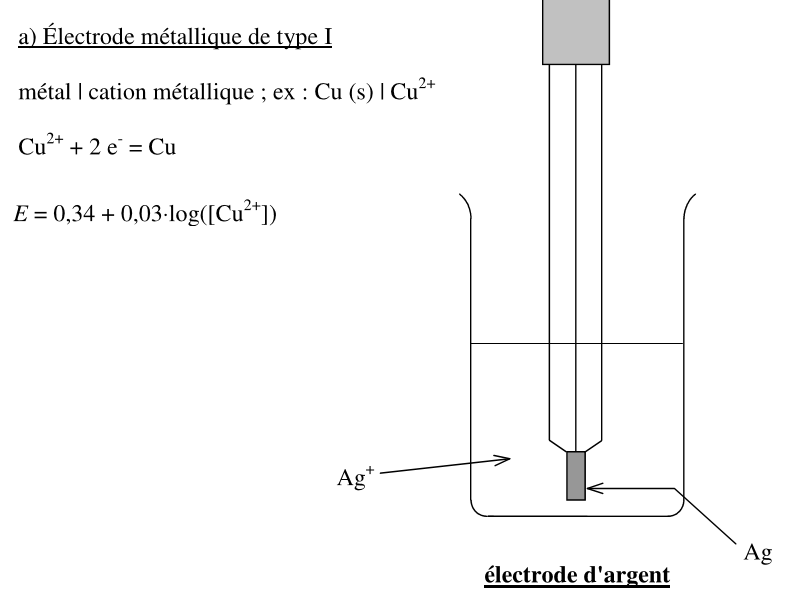 a) Électrode métallique de type I
métal | cation métallique ; ex : Cu (s) | Cu²⁺
Cu²⁺ + 2 e⁻ = Cu
E = 0,34 + 0,03·log([Cu²⁺])
Ag⁺
Ag
électrode d'argent